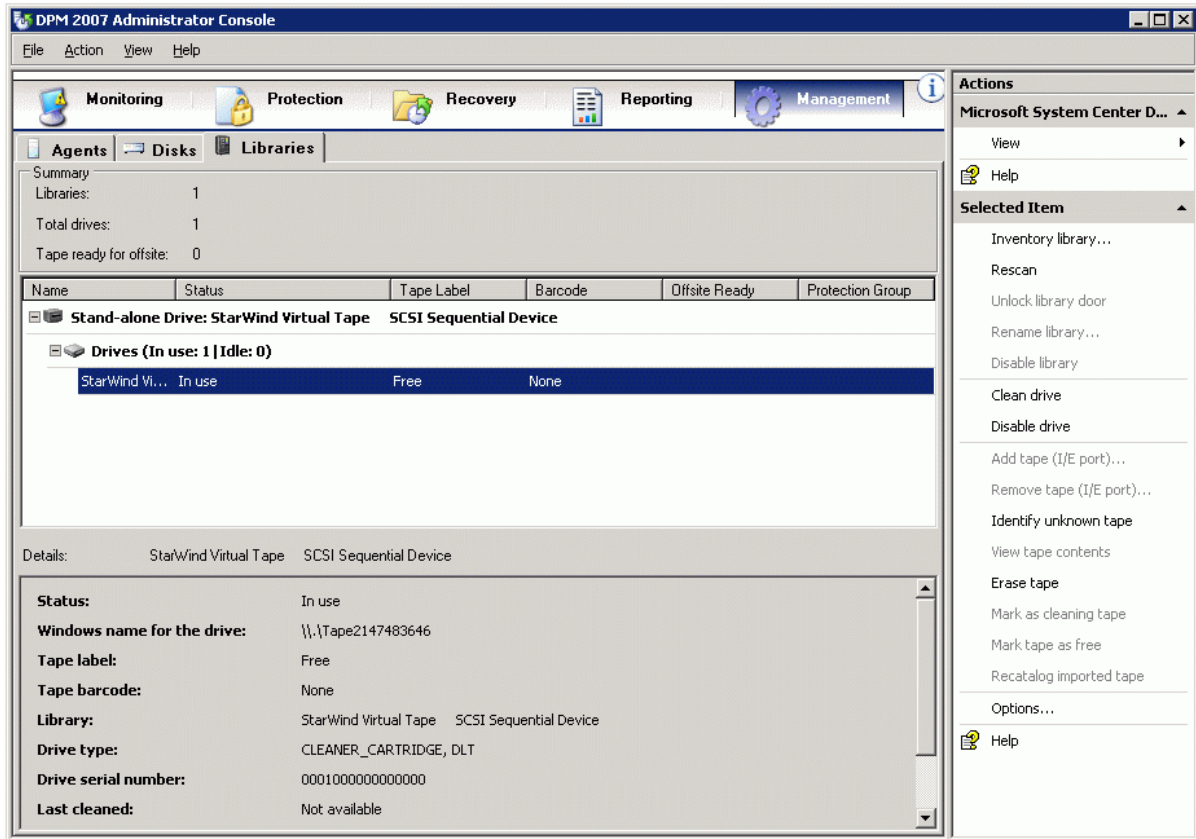 DPM 2007 Administrator Console
File Action View Help
Monitoring Protection Recovery Reporting Management
Agents Disks Libraries
Summary
Libraries: 1
Total drives: 1
Tape ready for offsite: 0
Name Status Tape Label Barcode Offsite Ready Protection Group
Stand-alone Drive: StarWind Virtual Tape SCSI Sequential Device
Drives (In use: 1 | Idle: 0)
StarWind Vi... In use Free None
Details: StarWind Virtual Tape SCSI Sequential Device
Status: In use
Windows name for the drive: \\.\Tape2147483646
Tape label: Free
Tape barcode: None
Library: StarWind Virtual Tape SCSI Sequential Device
Drive type: CLEANER_CARTRIDGE, DLT
Drive serial number: 0001000000000000
Last cleaned: Not available
Actions
Microsoft System Center D...
View
Help
Selected Item
Inventory library...
Rescan
Unlock library door
Rename library...
Disable library
Clean drive
Disable drive
Add tape (I/E port)...
Remove tape (I/E port)...
Identify unknown tape
View tape contents
Erase tape
Mark as cleaning tape
Mark tape as free
Recatalog imported tape
Options...
Help